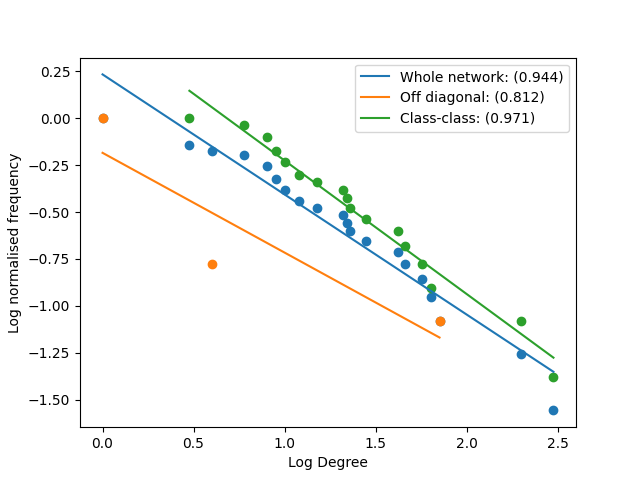 Whole network: (0.944)
Off diagonal: (0.812)
Class-class: (0.971)
0.25
0.00
−0.25
−0.50
−0.75
−1.00
−1.25
−1.50
Log normalised frequency
0.0 0.5 1.0 1.5 2.0 2.5
Log Degree